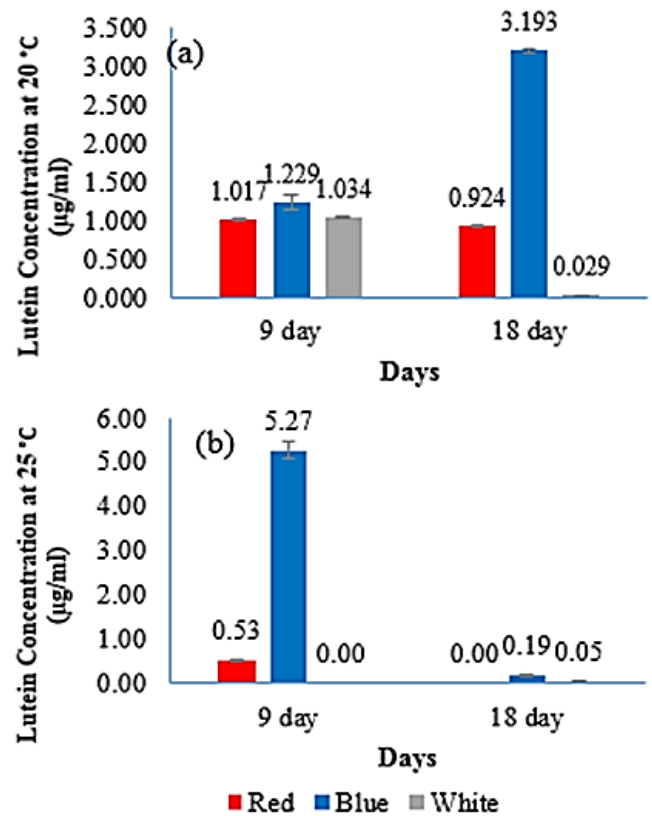 3.500
3.000
2.500
2.000
1.500
1.000
0.500
0.000
Lutein Concentration at 20 °C
(µg/ml)
(a)
1.017
1.229
1.034
0.924
3.193
0.029
9 day
18 day
Days
6.00
5.00
4.00
3.00
2.00
1.00
0.00
Lutein Concentration at 25°C
(µg/ml)
(b)
0.53
5.27
0.00
0.00
0.19
0.05
9 day
18 day
Days
Red Blue White